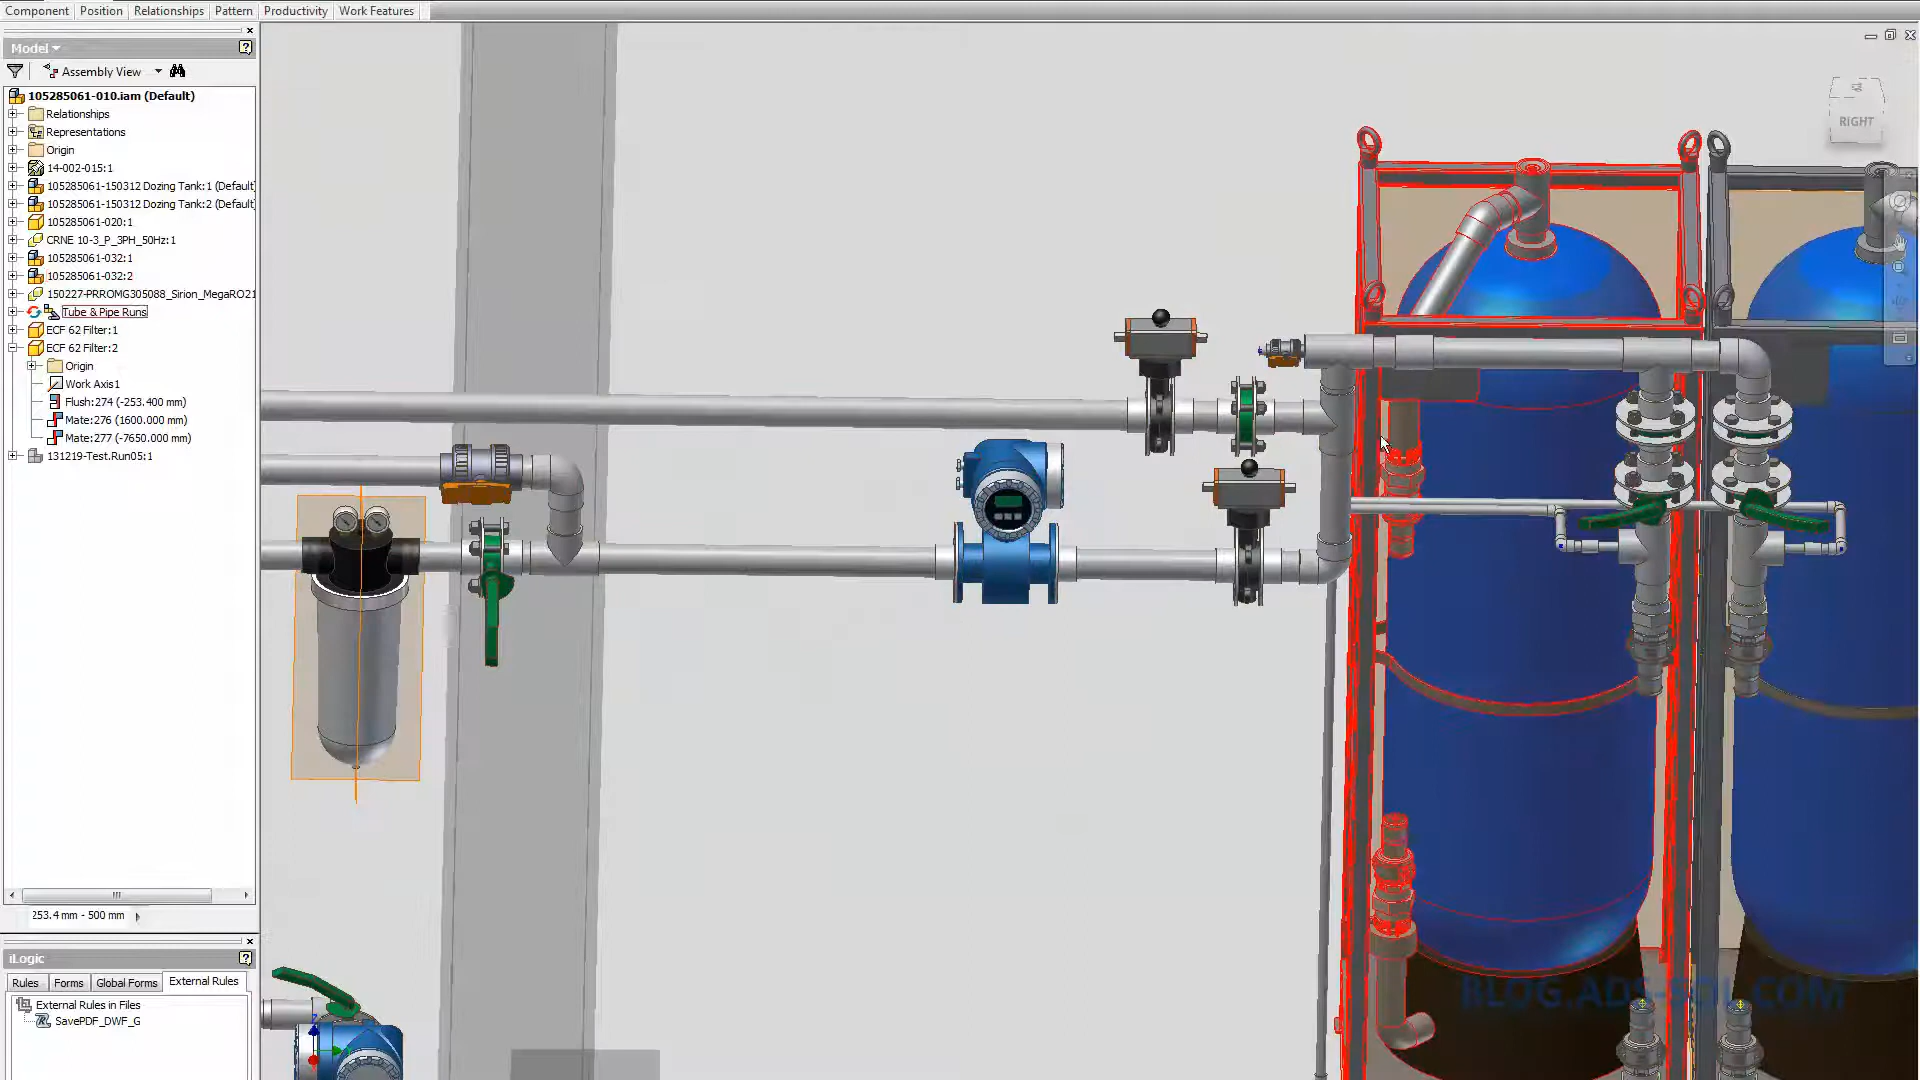 Component Position Relationships Pattern Productivity Work Features
Model
Assembly View
105285061-010.iam (Default)
Relationships
Representations
Origin
14-002-015:1
105285061-150312 Dozing Tank:1 (Default
105285061-150312 Dozing Tank:2 (Default
105285061-020:1
CRNE 10-3_P_3PH_50Hz:1
105285061-032:1
105285061-032:2
150227-PRROMG305088_Sirion_MegaRO21
Tube & Pipe Runs
ECF 62 Filter:1
ECF 62 Filter:2
Origin
Work Axis1
Flush:274 (-253.400 mm)
Mate:276 (1600.000 mm)
Mate:277 (-7650.000 mm)
131219-Test.Run05:1
253.4 mm - 500 mm
iLogic
Rules Forms Global Forms External Rules
External Rules in Files
SavePDF_DWF_G
RIGHT
BLOG.ADS-SOL.COM
Z